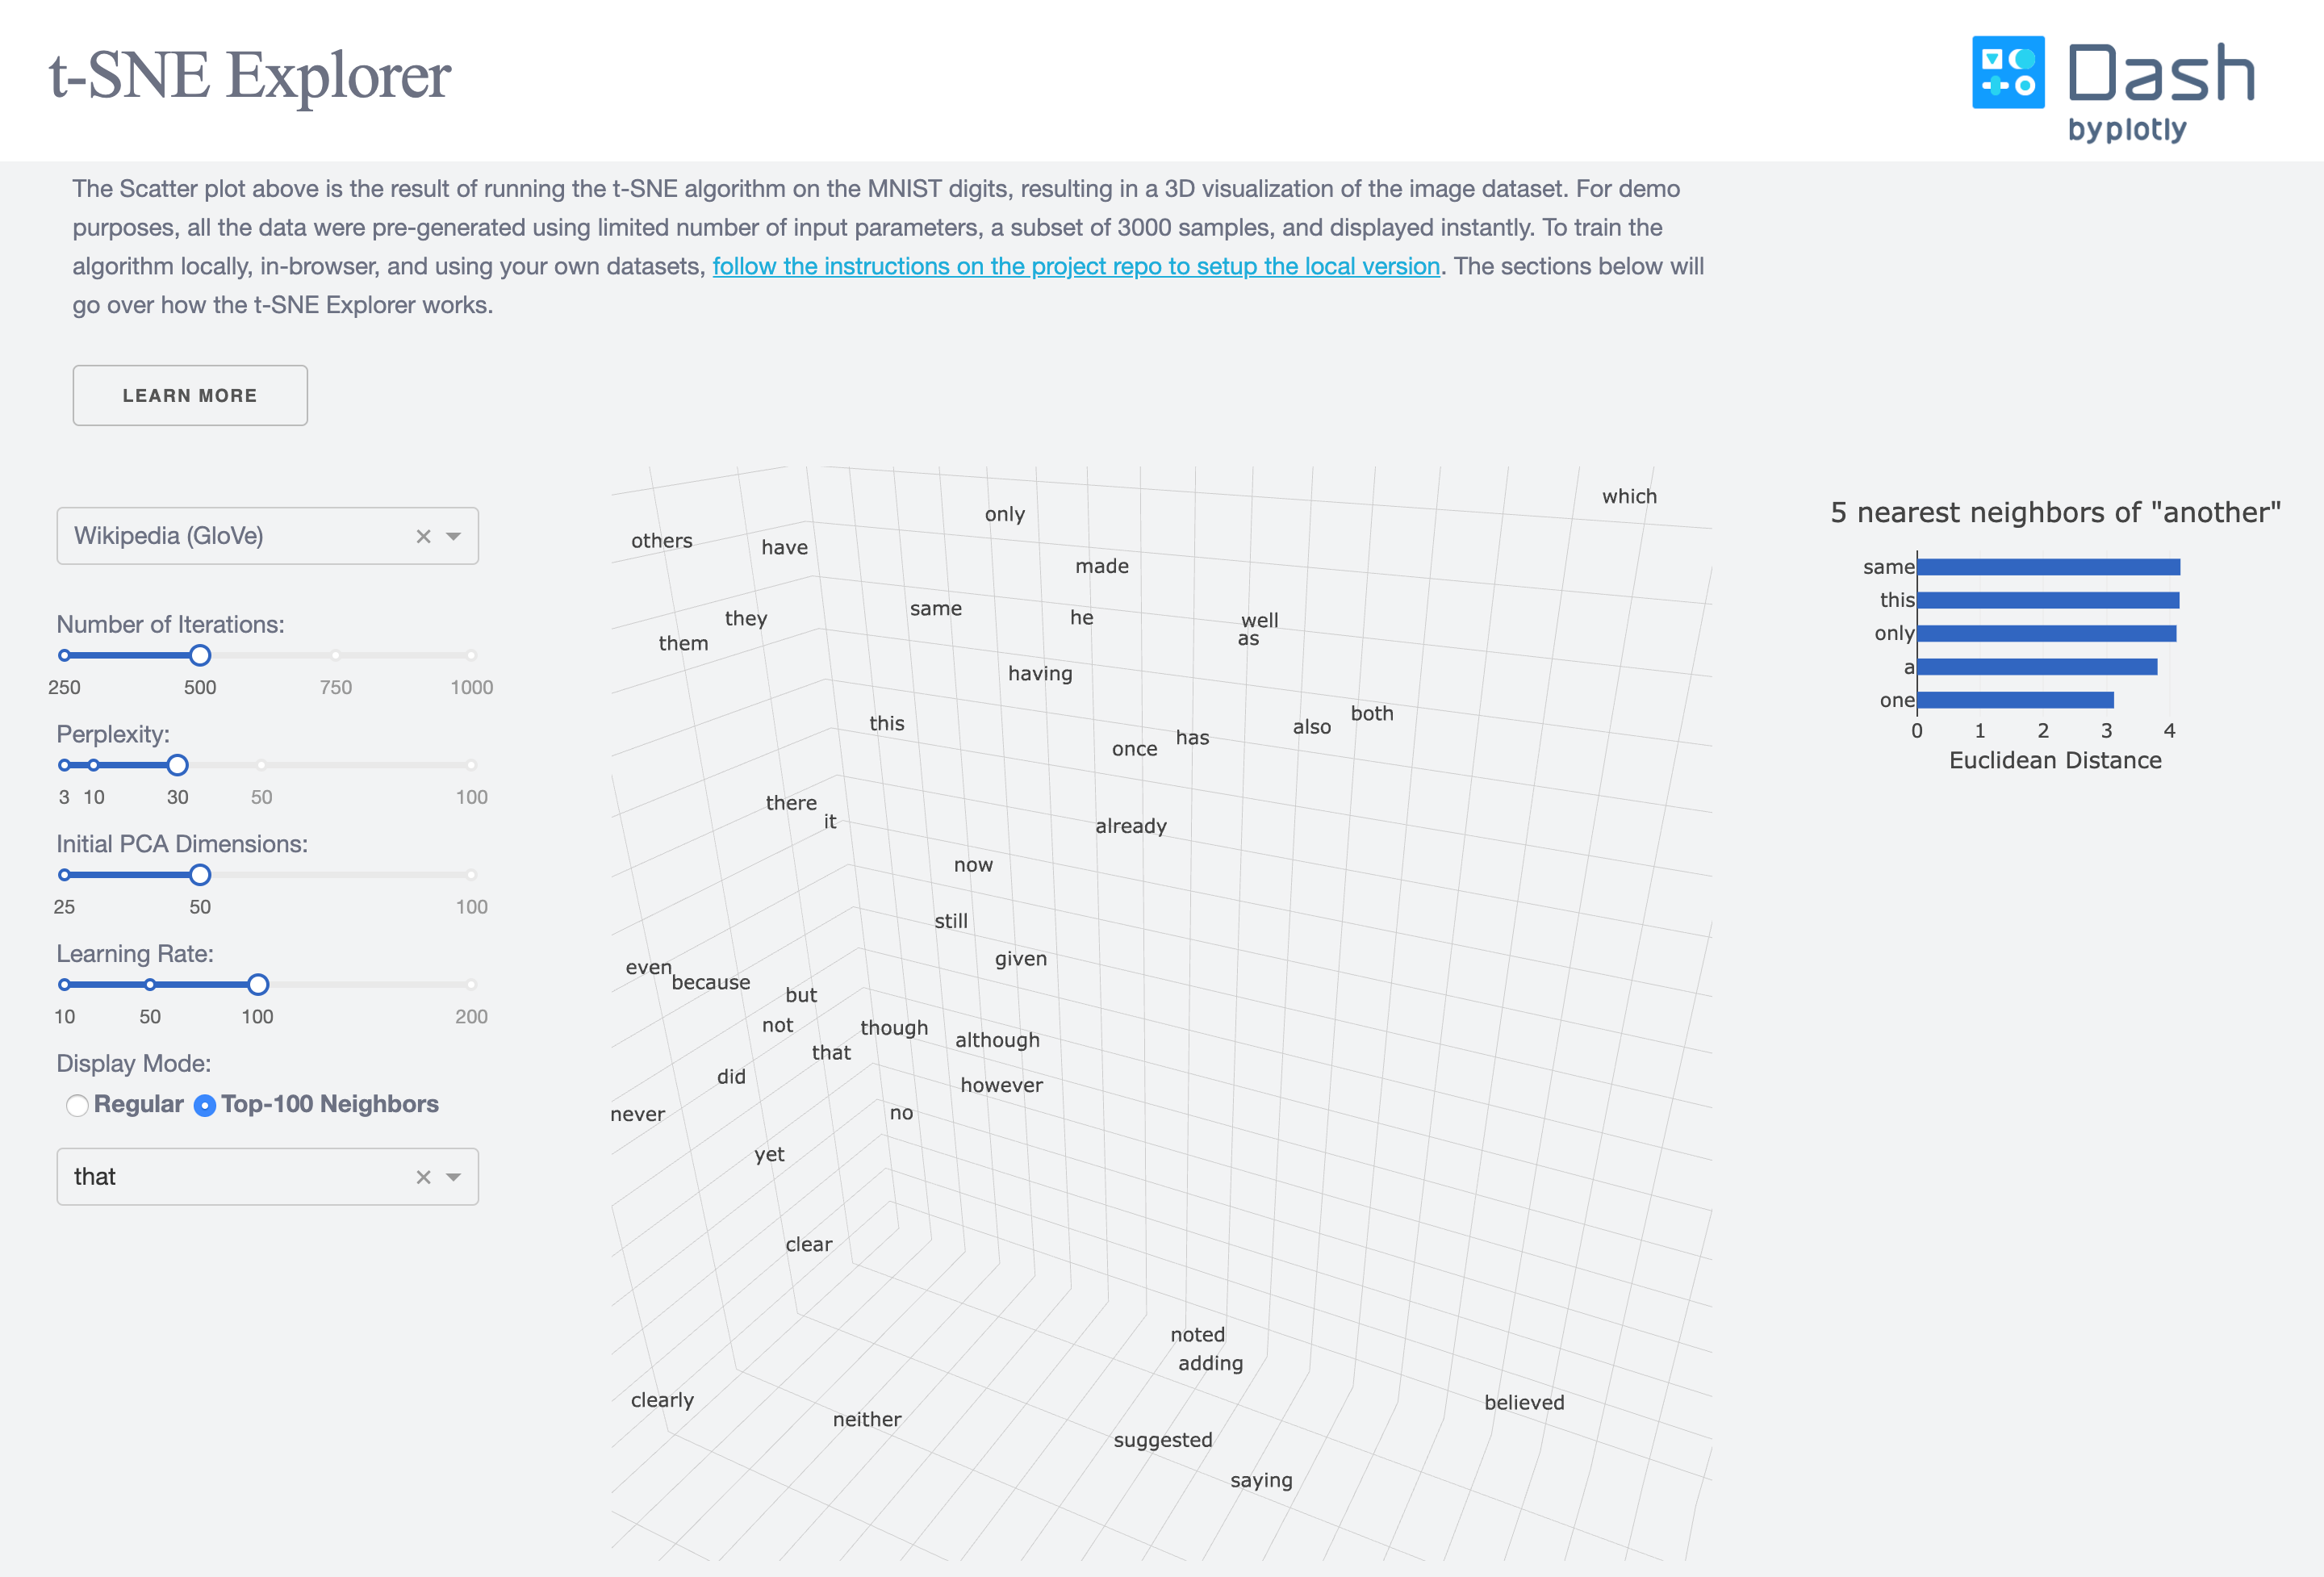 t-SNE Explorer
Dash
byplotly
The Scatter plot above is the result of running the t-SNE algorithm on the MNIST digits, resulting in a 3D visualization of the image dataset. For demo
purposes, all the data were pre-generated using limited number of input parameters, a subset of 3000 samples, and displayed instantly. To train the
algorithm locally, in-browser, and using your own datasets, follow the instructions on the project repo to setup the local version. The sections below will
go over how the t-SNE Explorer works.
LEARN MORE
Wikipedia (GloVe)
Number of Iterations:
250 500 750 1000
Perplexity:
3 10 30 50 100
Initial PCA Dimensions:
25 50 100
Learning Rate:
10 50 100 200
Display Mode:
Regular Top-100 Neighbors
that
which
only
others
have
made
same
he
they
well
as
them
having
both
this
also
has
once
there
it
already
now
still
given
even
because
but
not
though
although
that
did
however
never
no
yet
clear
noted
adding
clearly
believed
neither
suggested
saying
5 nearest neighbors of "another"
same
this
only
a
one
0 1 2 3 4
Euclidean Distance